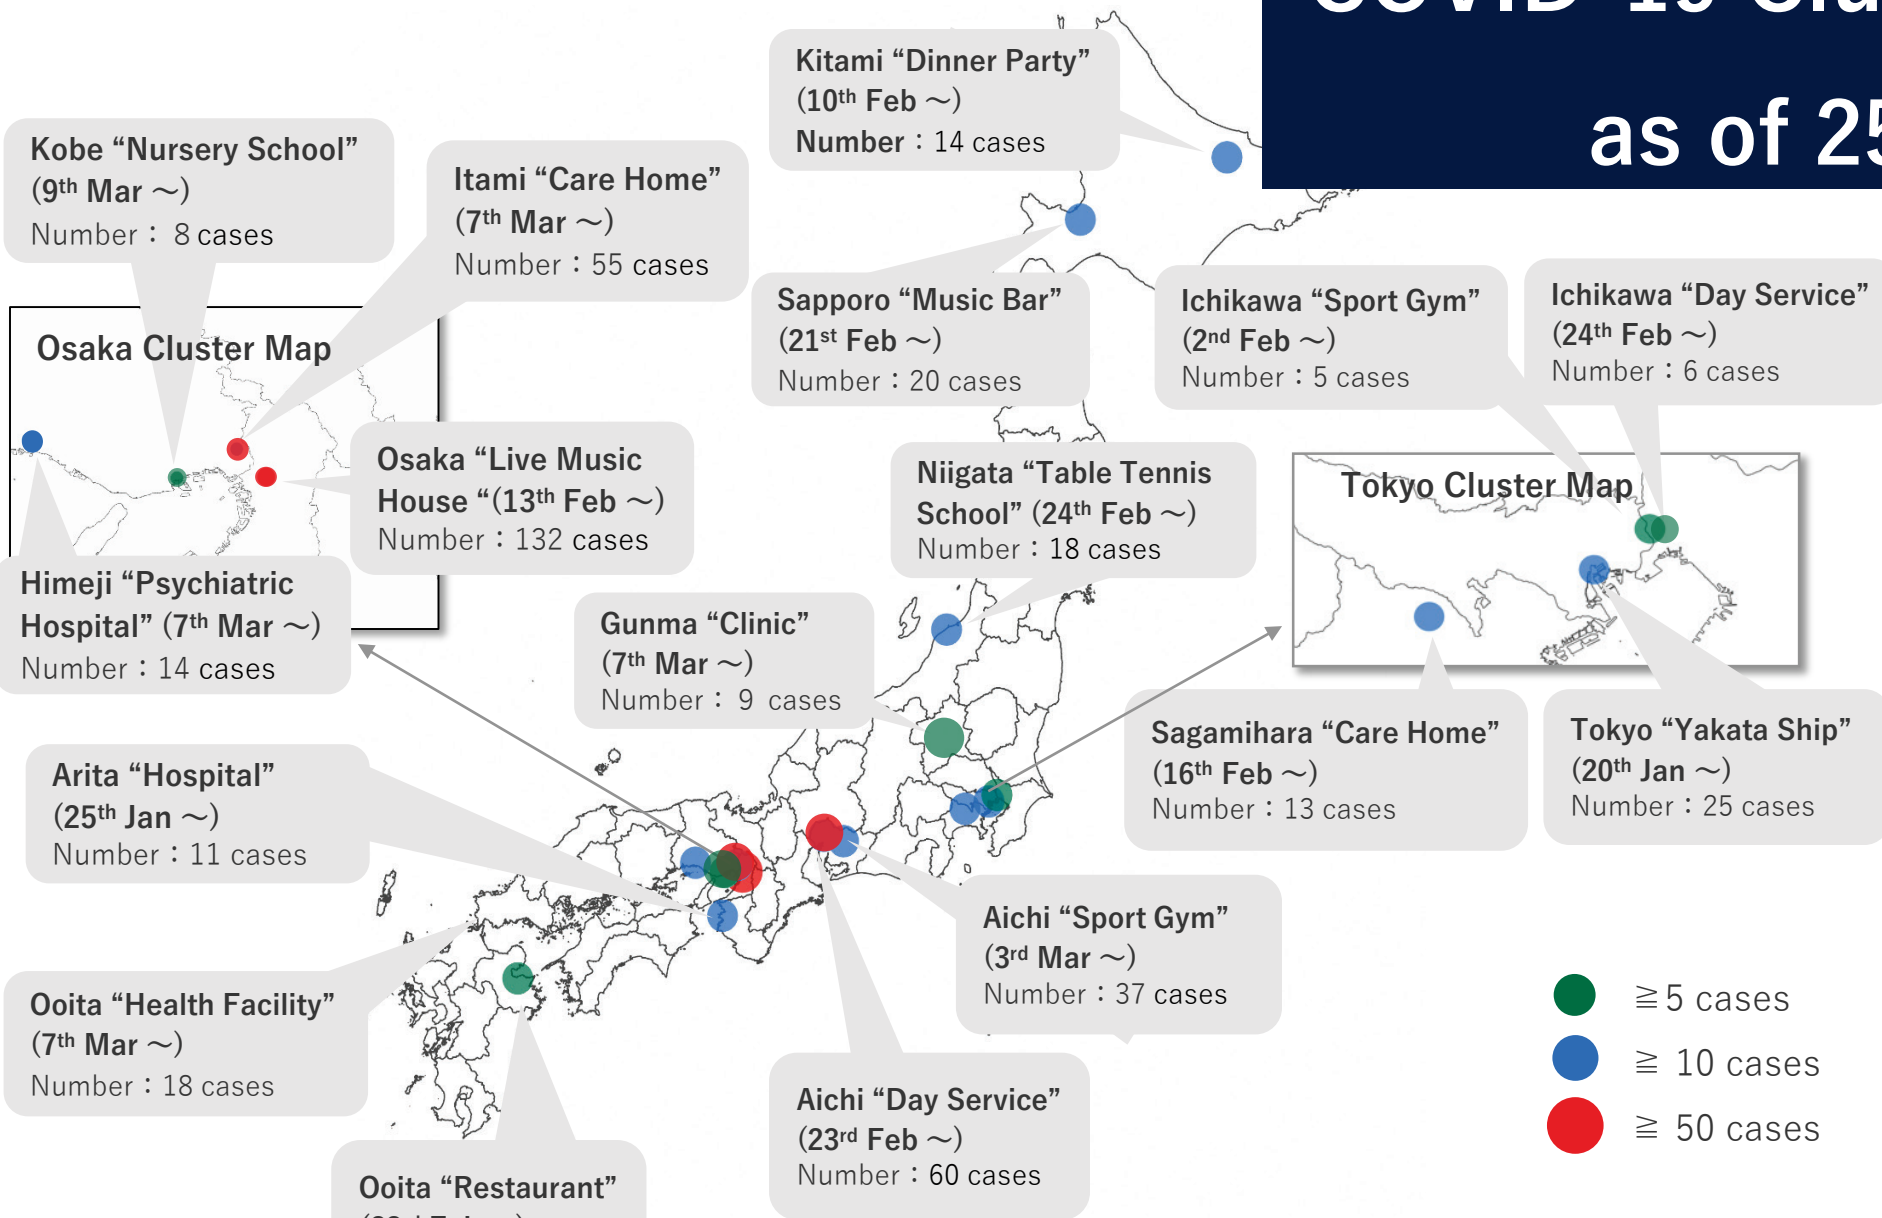 as of 25
Kitami “Dinner Party”
(10th Feb ～)
Number：14 cases
Kobe “Nursery School”
(9th Mar ～)
Number： 8 cases
Itami “Care Home”
(7th Mar ～)
Number：55 cases
Sapporo “Music Bar”
(21st Feb ～)
Number：20 cases
Ichikawa “Sport Gym”
(2nd Feb ～)
Number：5 cases
Ichikawa “Day Service”
(24th Feb ～)
Number：6 cases
Osaka Cluster Map
Osaka “Live Music
House “(13th Feb ～)
Number：132 cases
Niigata “Table Tennis
School” (24th Feb ～)
Number：18 cases
Tokyo Cluster Map
Himeji “Psychiatric
Hospital” (7th Mar ～)
Number：14 cases
Gunma “Clinic”
(7th Mar ～)
Number： 9 cases
Sagamihara “Care Home”
(16th Feb ～)
Number：13 cases
Tokyo “Yakata Ship”
(20th Jan ～)
Number：25 cases
Arita “Hospital”
(25th Jan ～)
Number：11 cases
Aichi “Sport Gym”
(3rd Mar ～)
Number：37 cases
Ooita “Health Facility”
(7th Mar ～)
Number：18 cases
Aichi “Day Service”
(23rd Feb ～)
Number：60 cases
Ooita “Restaurant”
≧5 cases
≧ 10 cases
≧ 50 cases